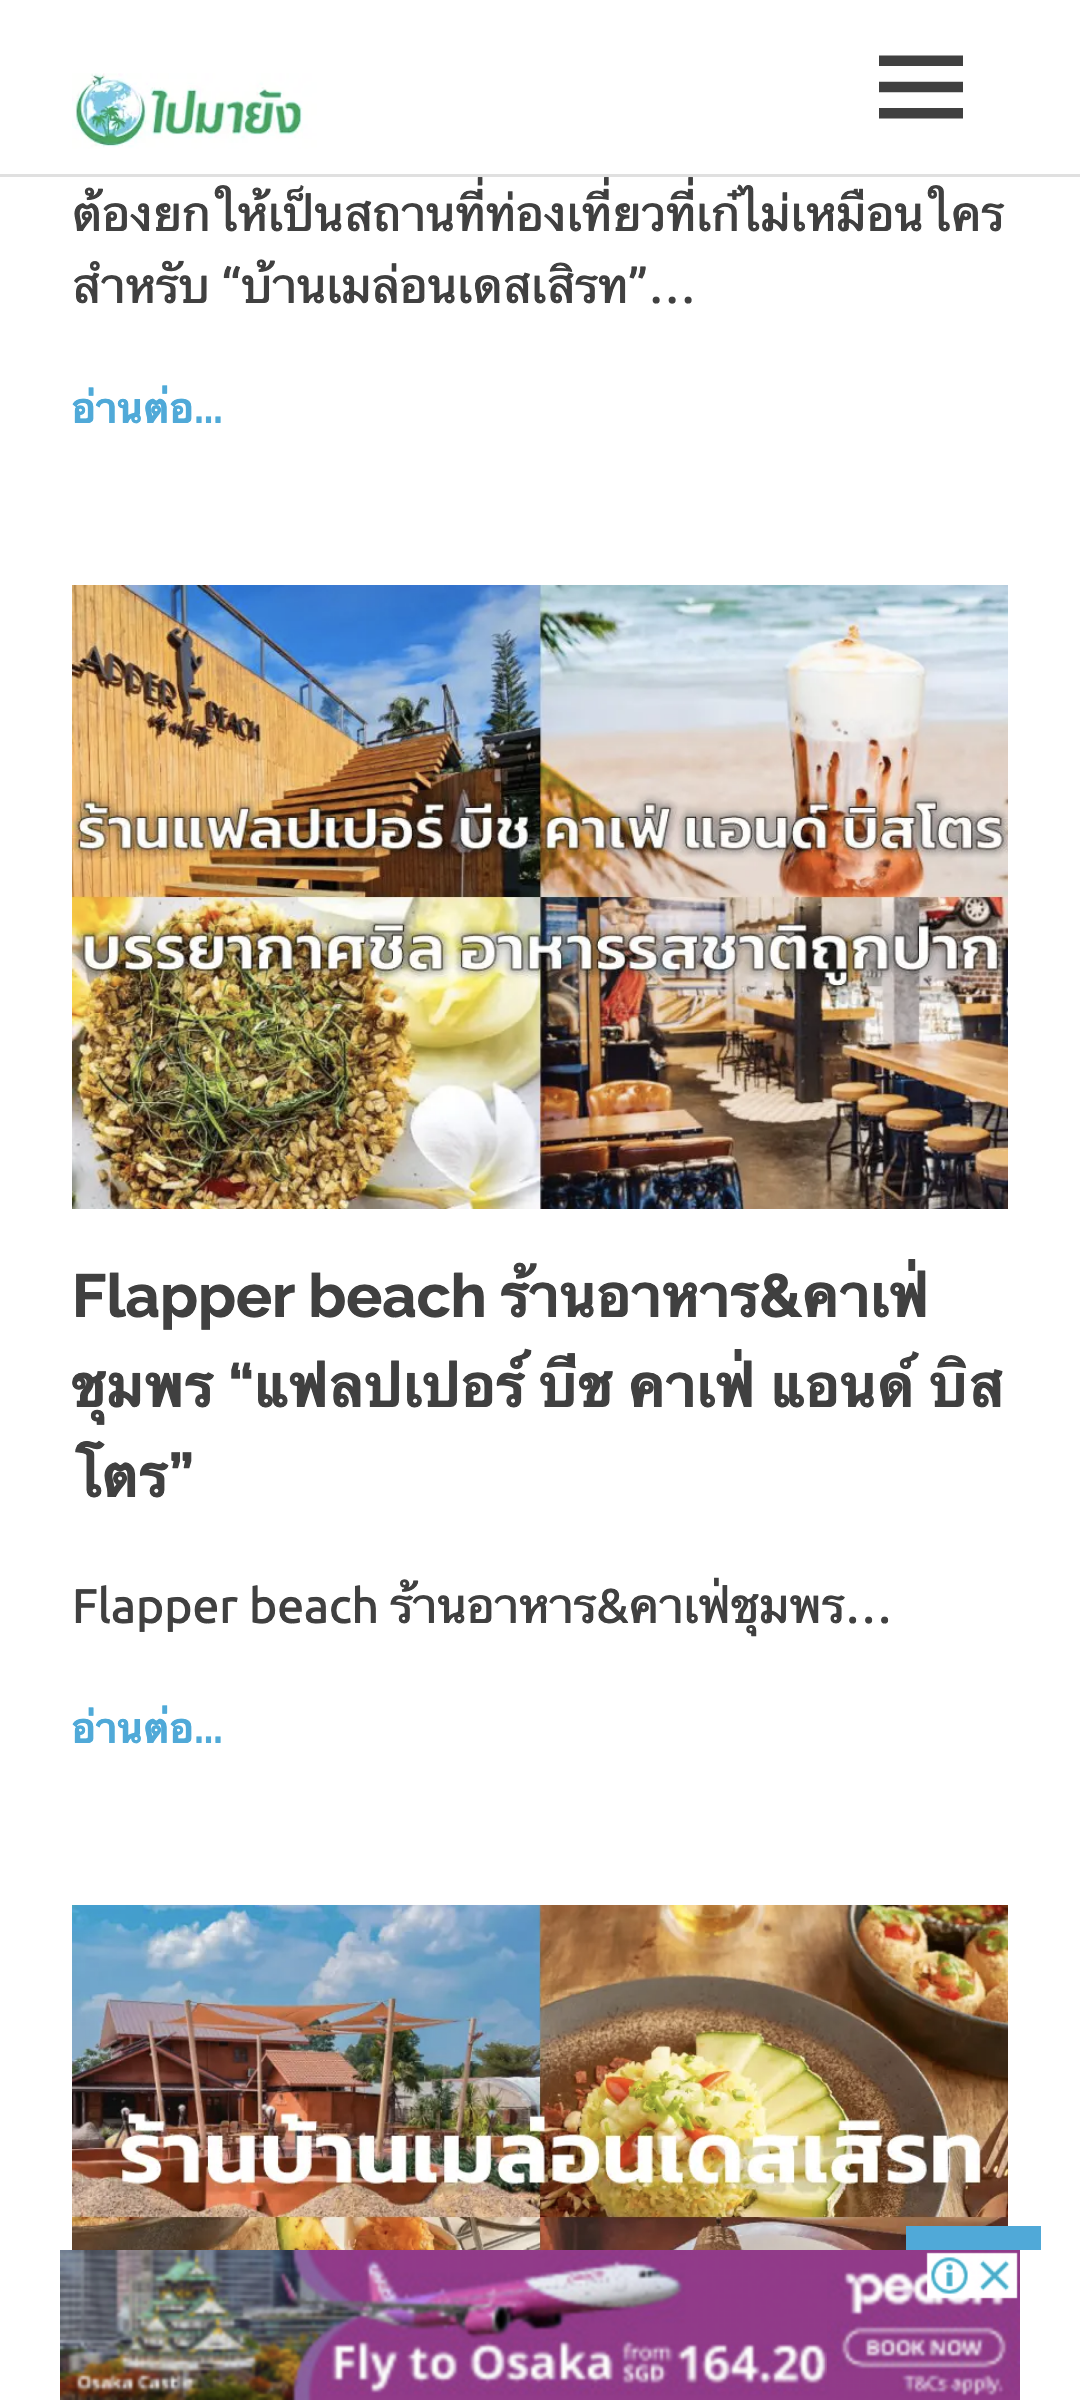 ไปมายัง
ต้องยกให้เป็นสถานที่ท่องเที่ยวที่เก๋ไม่เหมือนใคร
สำหรับ “บ้านเมล่อนเดสเสิรท”…
อ่านต่อ...
BEACH
ร้านแฟลปเปอร์ บีช คาเฟ่ แอนด์ บิสโตร
บรรยากาศชิล อาหารรสชาติถูกปาก
Flapper beach ร้านอาหาร&คาเฟ่
ชุมพร “แฟลปเปอร์ บีช คาเฟ่ แอนด์ บิส
โตร”
Flapper beach ร้านอาหาร&คาเฟ่ชุมพร…
อ่านต่อ...
ร้านบ้านเมล่อนเดสเสิรท
Fly to Osaka from SGD 164.20
BOOK NOW
Osaka Castle
T&Cs apply.